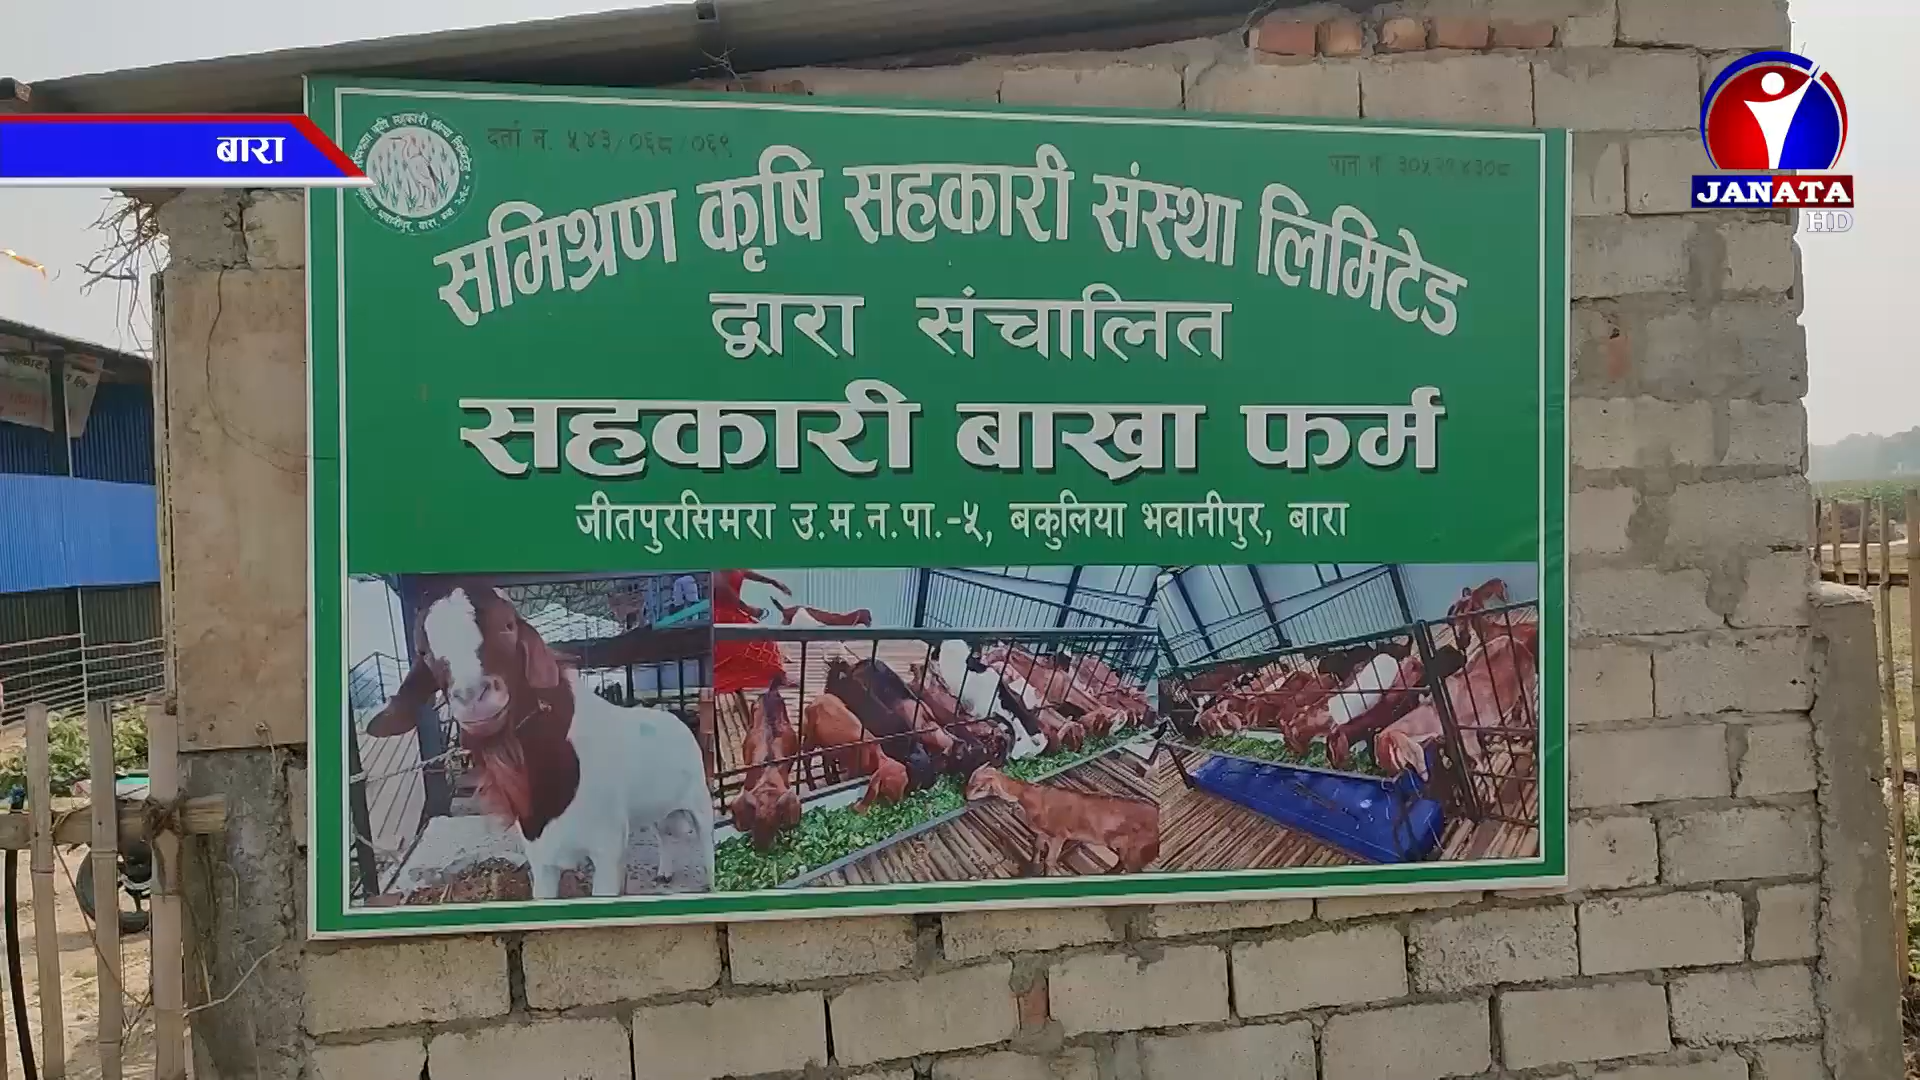 बारा
JANATA
HD
दर्ता न. ५४३/०६८/०६९
पान न.
समिश्रण कृषि सहकारी संस्था लिमिटेड
द्वारा संचालित
सहकारी बाख्रा फर्म
जीतपुरसिमरा उ.म.न.पा.-५, बकुलिया भवानीपुर, बारा